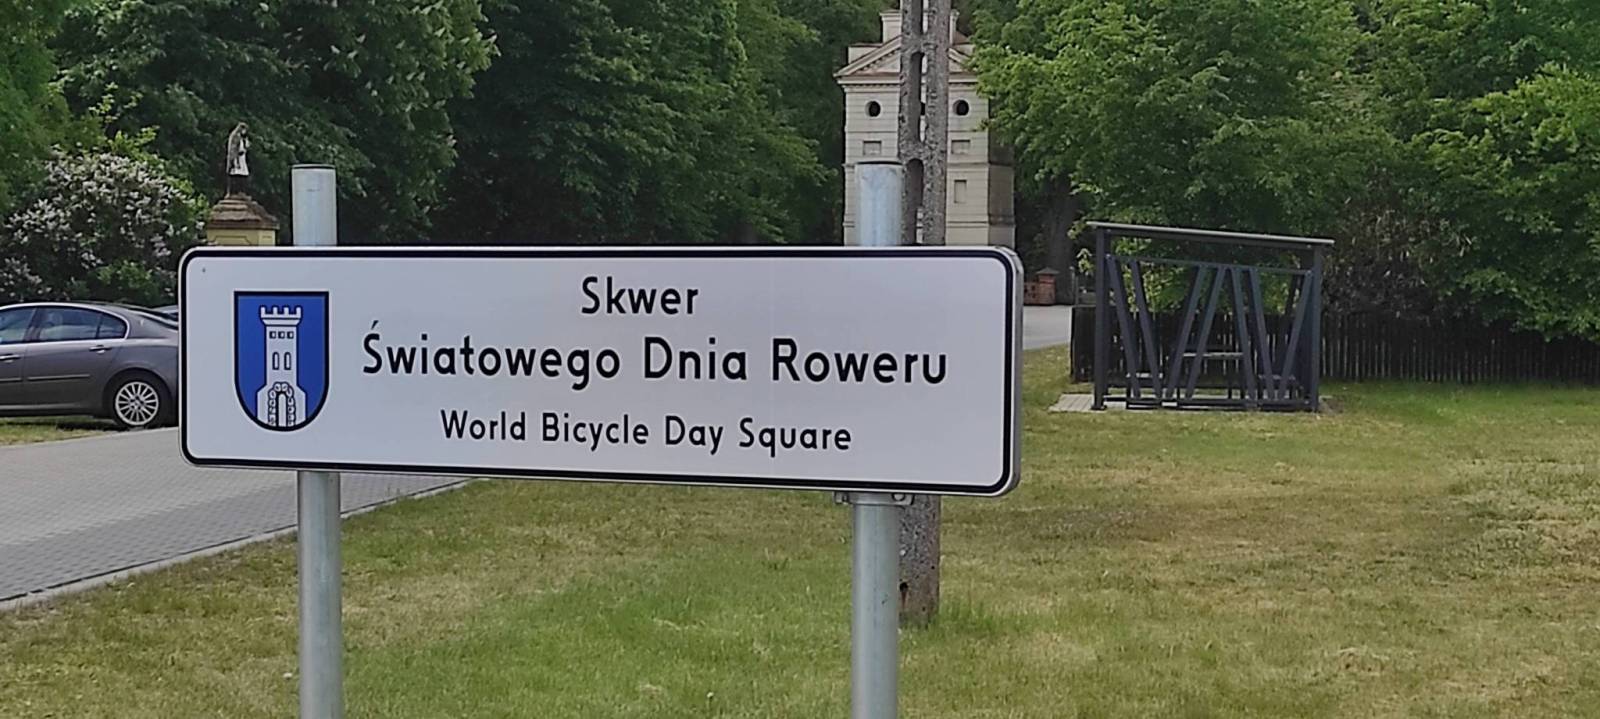 Skwer
Światowego Dnia Roweru
World Bicycle Day Square